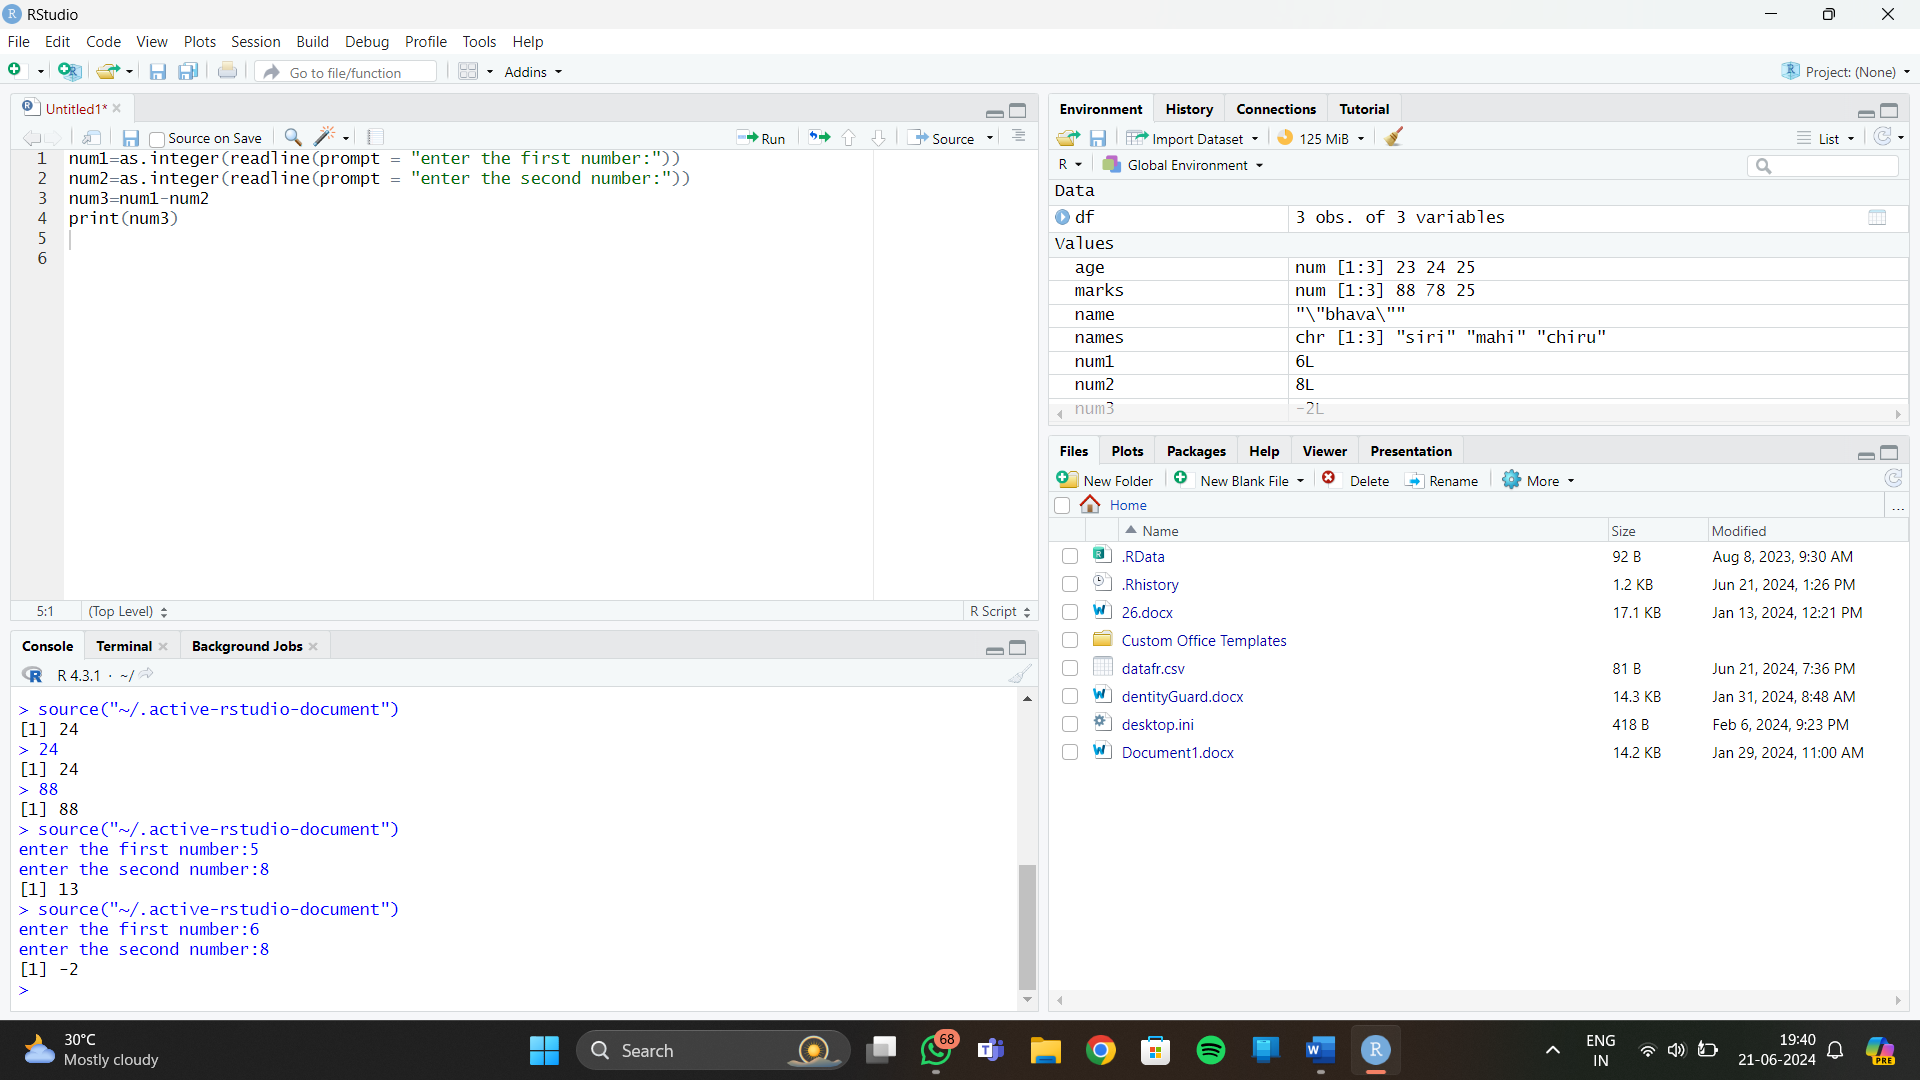 RStudio
File Edit Code View Plots Session Build Debug Profile Tools Help
Go to file/function Addins Project: (None)
Untitled1*
Source on Save Run Source
1 num1=as.integer(readline(prompt = "enter the first number:"))
2 num2=as.integer(readline(prompt = "enter the second number:"))
3 num3=num1-num2
4 print(num3)
5
6
5:1 (Top Level) R Script
Console Terminal Background Jobs
R 4.3.1 · ~/
> source("~/.active-rstudio-document")
[1] 24
> 24
[1] 24
> 88
[1] 88
> source("~/.active-rstudio-document")
enter the first number:5
enter the second number:8
[1] 13
> source("~/.active-rstudio-document")
enter the first number:6
enter the second number:8
[1] -2
>
Environment History Connections Tutorial
Import Dataset 125 MiB List
R Global Environment
Data
df 3 obs. of 3 variables
Values
age num [1:3] 23 24 25
marks num [1:3] 88 78 25
name "\"bhava\""
names chr [1:3] "siri" "mahi" "chiru"
num1 6L
num2 8L
num3 -2L
Files Plots Packages Help Viewer Presentation
New Folder New Blank File Delete Rename More
Home ...
Name Size Modified
.RData 92 B Aug 8, 2023, 9:30 AM
.Rhistory 1.2 KB Jun 21, 2024, 1:26 PM
26.docx 17.1 KB Jan 13, 2024, 12:21 PM
Custom Office Templates
datafr.csv 81 B Jun 21, 2024, 7:36 PM
dentityGuard.docx 14.3 KB Jan 31, 2024, 8:48 AM
desktop.ini 418 B Feb 6, 2024, 9:23 PM
Document1.docx 14.2 KB Jan 29, 2024, 11:00 AM
30°C
Mostly cloudy
Search
68
ENG
IN
19:40
21-06-2024
PRE